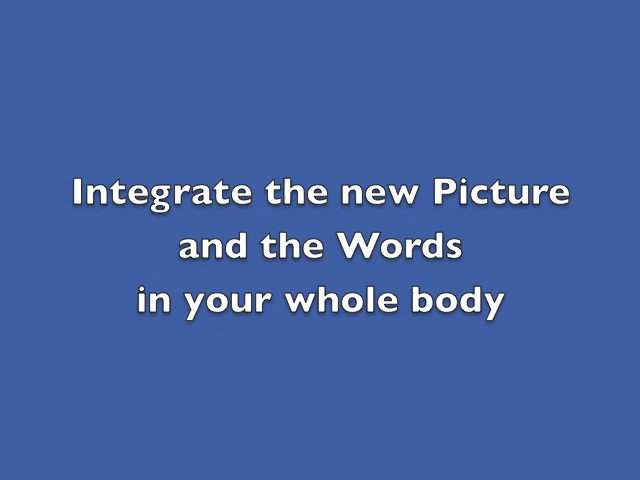 Integrate the new Picture
and the Words
in your whole body